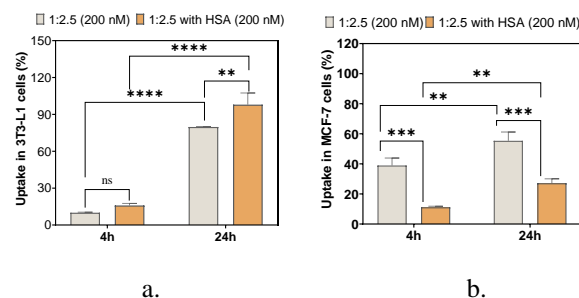 1:2.5 (200 nM) 1:2.5 with HSA (200 nM)
Uptake in 3T3-L1 cells (%)
150
120
90
60
30
0
****
****
**
ns
4h
24h
a.
1:2.5 (200 nM) 1:2.5 with HSA (200 nM)
Uptake in MCF-7 cells (%)
100
80
60
40
20
0
**
**
***
***
4h
24h
b.